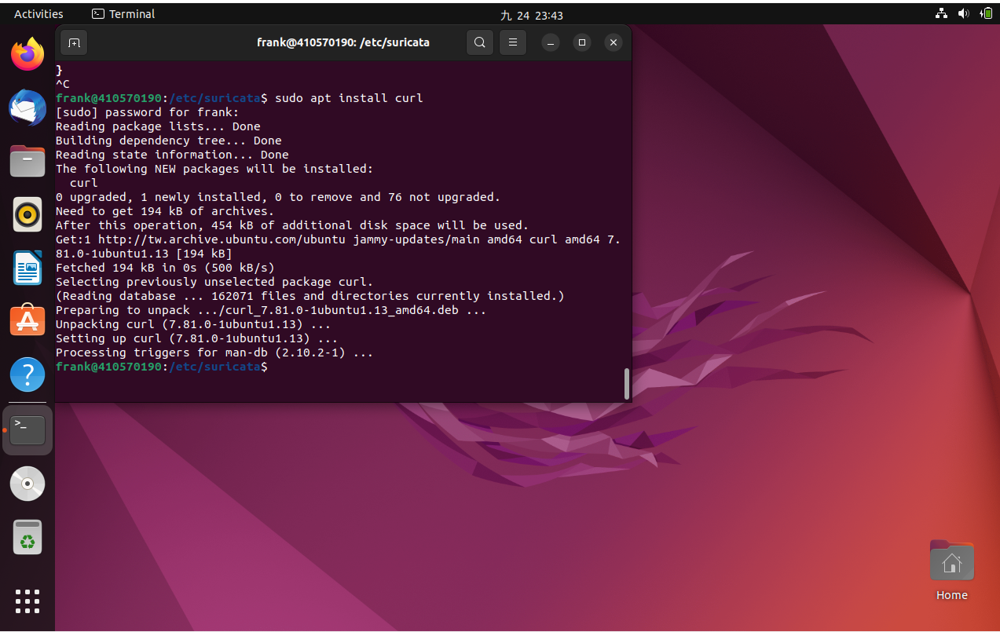 Activities
Terminal
九 24 23:43
frank@410570190: /etc/suricata
}
^C
frank@410570190:/etc/suricata$ sudo apt install curl
[sudo] password for frank:
Reading package lists... Done
Building dependency tree... Done
Reading state information... Done
The following NEW packages will be installed:
  curl
0 upgraded, 1 newly installed, 0 to remove and 76 not upgraded.
Need to get 194 kB of archives.
After this operation, 454 kB of additional disk space will be used.
Get:1 http://tw.archive.ubuntu.com/ubuntu jammy-updates/main amd64 curl amd64 7.
81.0-1ubuntu1.13 [194 kB]
Fetched 194 kB in 0s (500 kB/s)
Selecting previously unselected package curl.
(Reading database ... 162071 files and directories currently installed.)
Preparing to unpack .../curl_7.81.0-1ubuntu1.13_amd64.deb ...
Unpacking curl (7.81.0-1ubuntu1.13) ...
Setting up curl (7.81.0-1ubuntu1.13) ...
Processing triggers for man-db (2.10.2-1) ...
frank@410570190:/etc/suricata$
Home